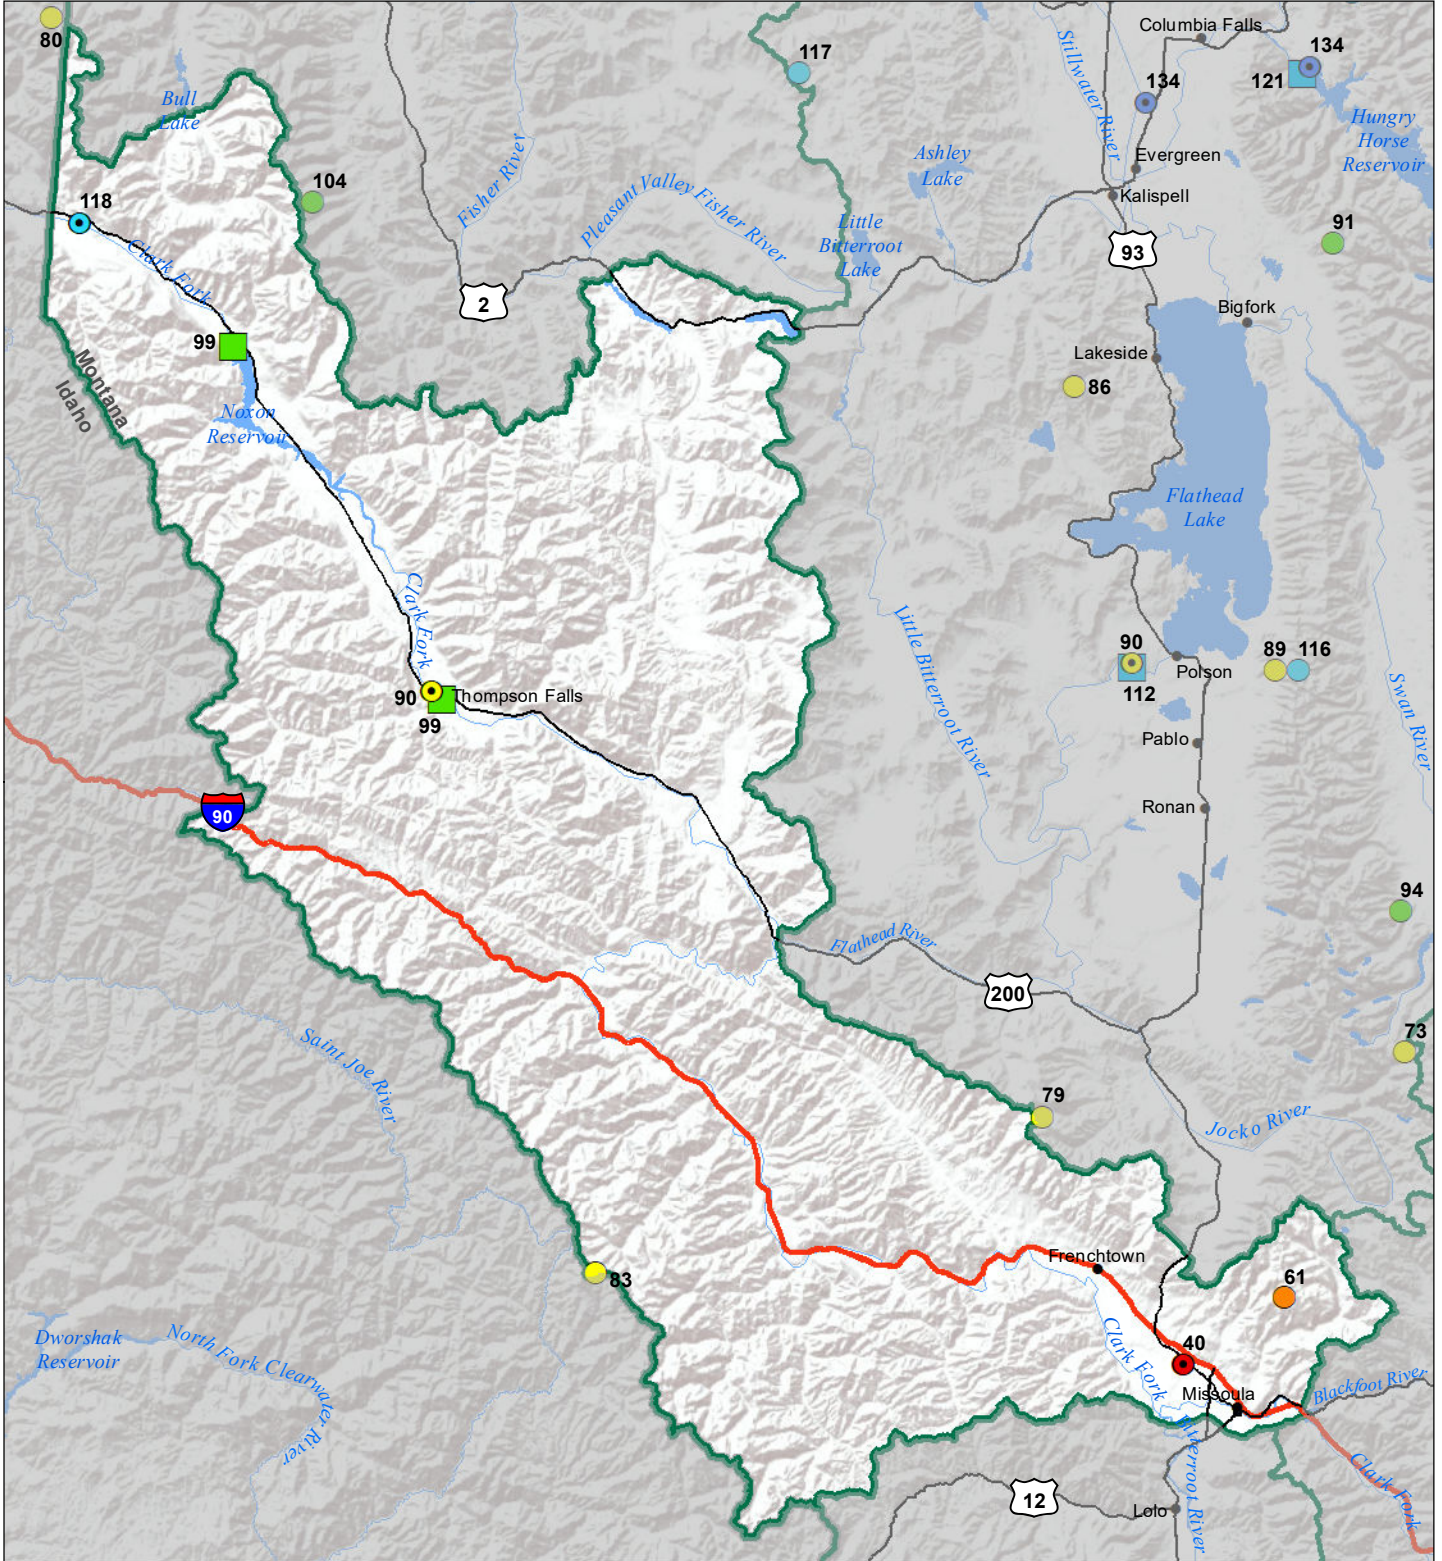 80
117
Columbia Falls
134
134
121
Stillwater River
Bull
Lake
Hungry
Horse
Reservoir
Fisher River
Ashley
Lake
Evergreen
104
Pleasant Valley Fisher River
Kalispell
118
Little
Bitterroot
Lake
91
93
Clark Fork
2
Bigfork
99
Lakeside
Montana
Idaho
86
Noxon
Reservoir
Flathead
Lake
Clark Fork
Little Bitterroot River
90
89
116
Polson
Swan River
90
Thompson Falls
112
99
Pablo
90
Ronan
94
Flathead River
200
Saint Joe River
73
79
Jocko River
Frenchtown
83
61
Dworshak
Reservoir
North Fork Clearwater
River
Clark Fork
40
Missoula
Blackfoot River
Bitterroot River
Clark Fork
12
Lolo